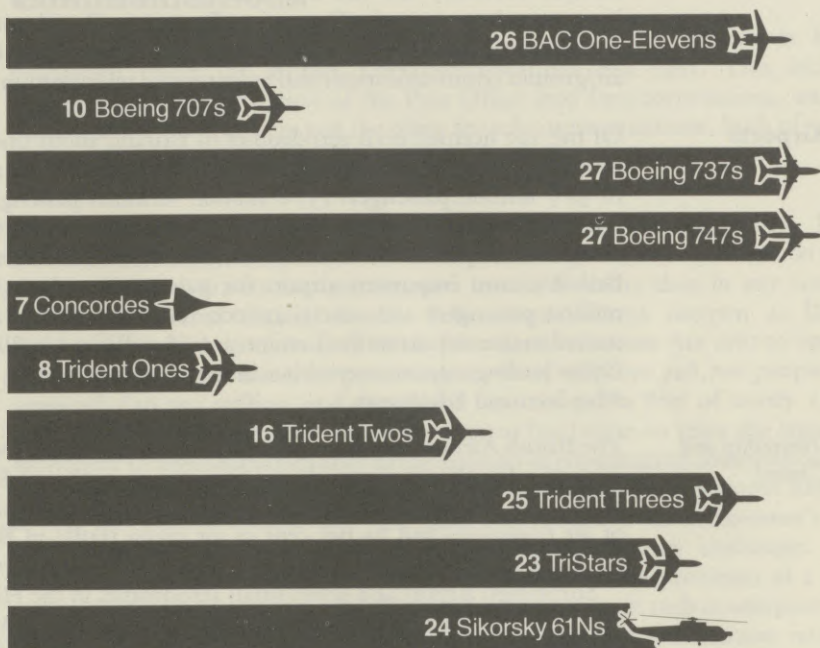 26 BAC One-Elevens
10 Boeing 707s
27 Boeing 737s
27 Boeing 747s
7 Concordes
8 Trident Ones
16 Trident Twos
25 Trident Threes
23 TriStars
24 Sikorsky 61Ns